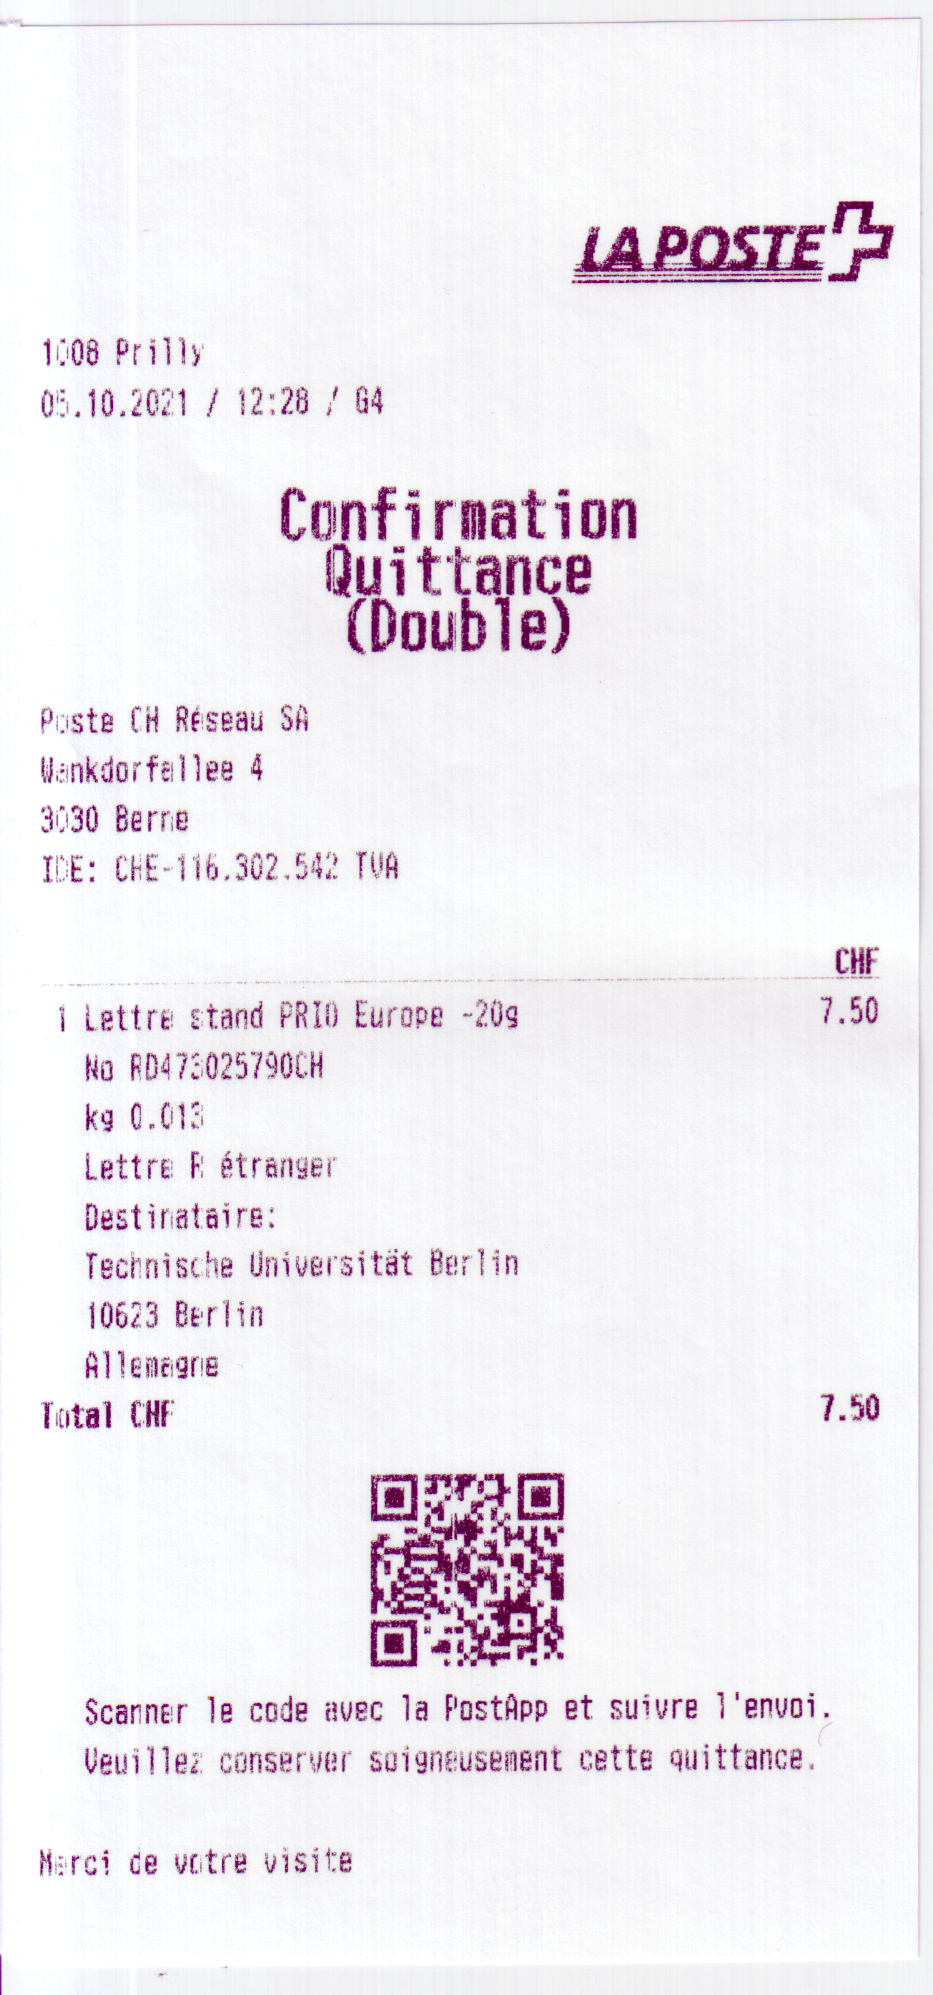 LA POSTE
1008 Prilly
05.10.2021 / 12:28 / G4
Confirmation
Quittance
(Double)
Poste CH Réseau SA
Wankdorfallee 4
3030 Berne
IDE: CHE-116.302.542 TVA
CHF
1 Lettre stand PRIO Europe -20g 7.50
No RD473025790CH
kg 0.013
Lettre R étranger
Destinataire:
Technische Universität Berlin
10623 Berlin
Allemagne
Total CHF 7.50
Scanner le code avec la PostApp et suivre l'envoi.
Veuillez conserver soigneusement cette quittance.
Merci de votre visite